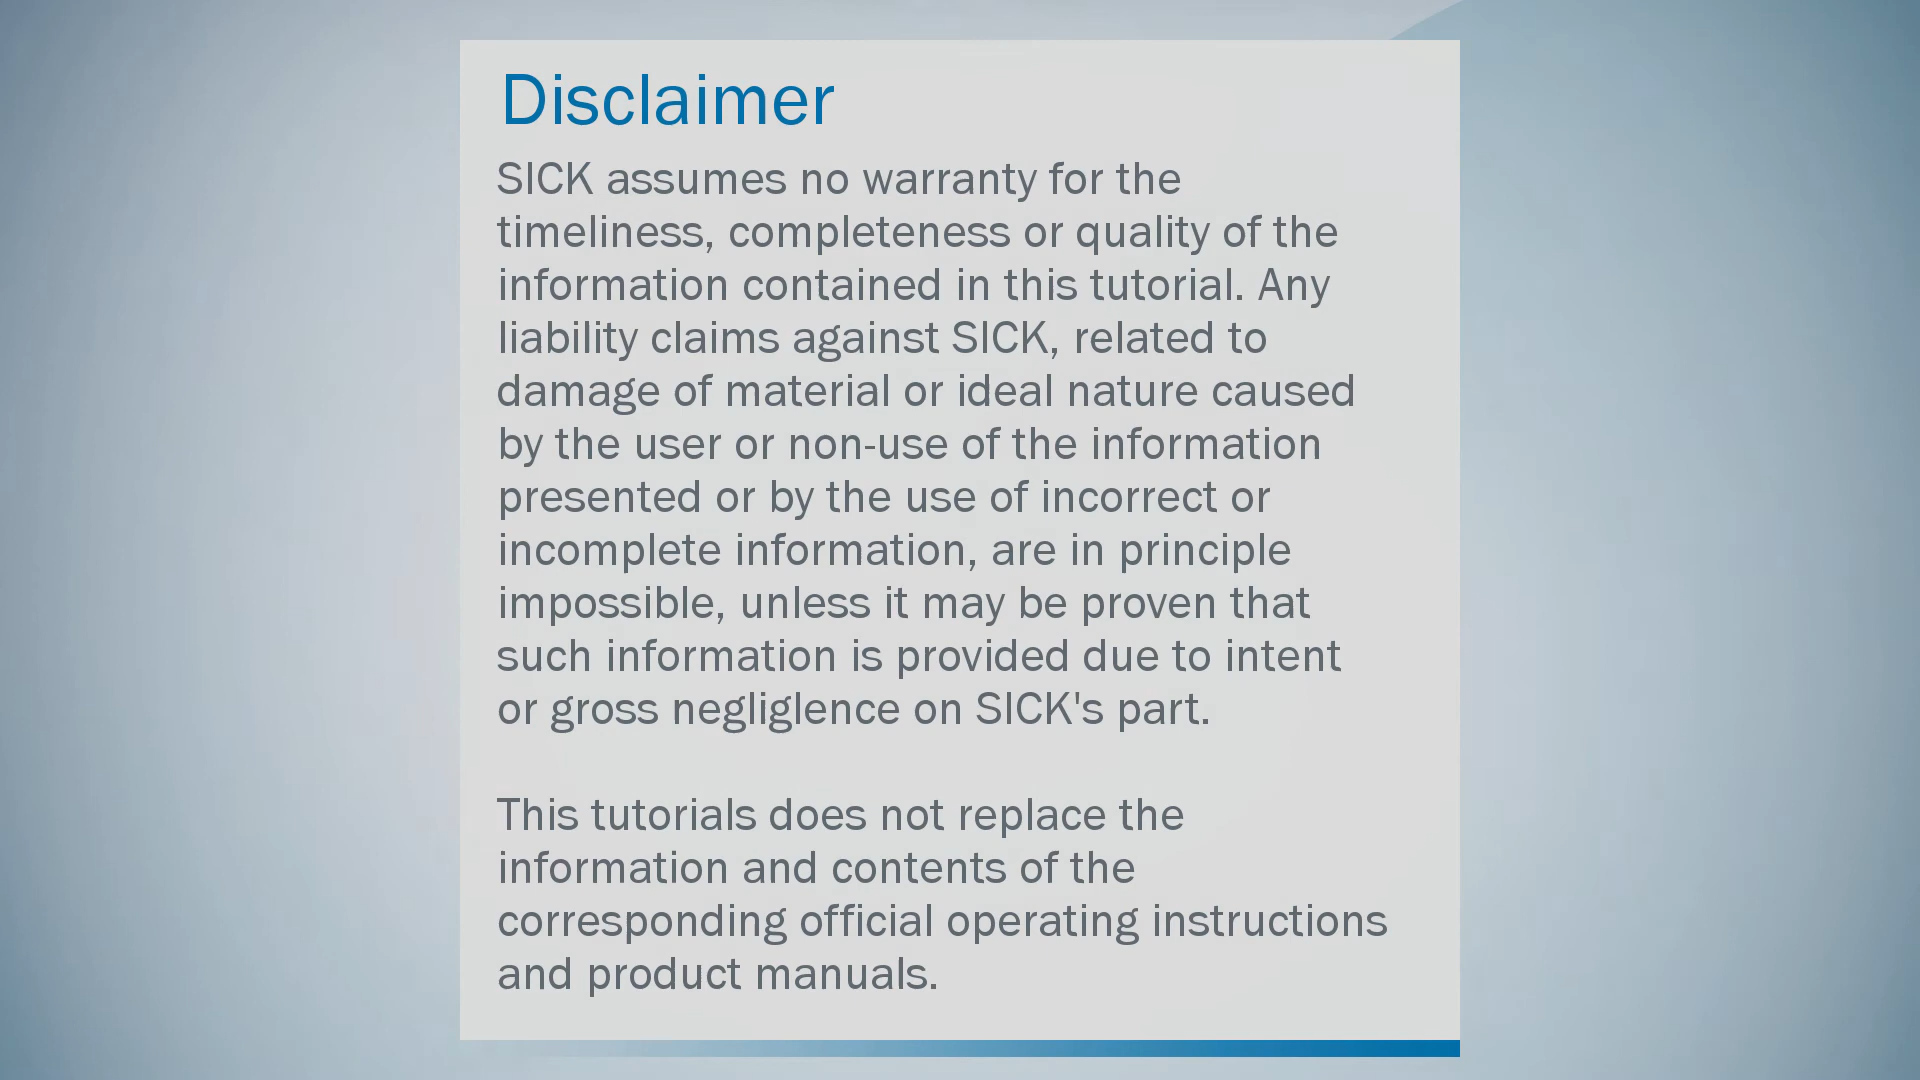 Disclaimer
SICK assumes no warranty for the
timeliness, completeness or quality of the
information contained in this tutorial. Any
liability claims against SICK, related to
damage of material or ideal nature caused
by the user or non-use of the information
presented or by the use of incorrect or
incomplete information, are in principle
impossible, unless it may be proven that
such information is provided due to intent
or gross negliglence on SICK's part.
This tutorials does not replace the
information and contents of the
corresponding official operating instructions
and product manuals.